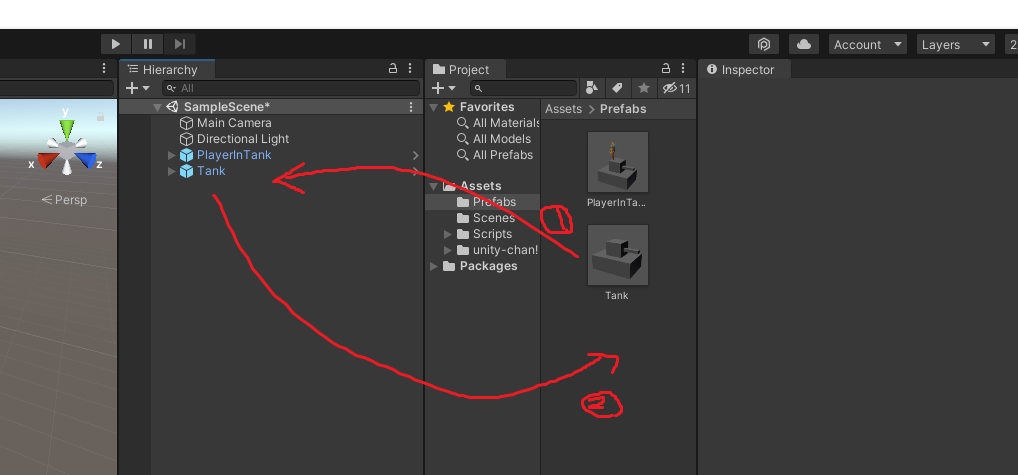 Account
Layers
2
Hierarchy
Project
Inspector
All
11
SampleScene*
Main Camera
Directional Light
PlayerInTank
Tank
Favorites
All Materials
All Models
All Prefabs
Assets
Prefabs
Scenes
Scripts
unity-chan!
Packages
Assets > Prefabs
PlayerInTa...
Tank
y
x
z
Persp
1
2